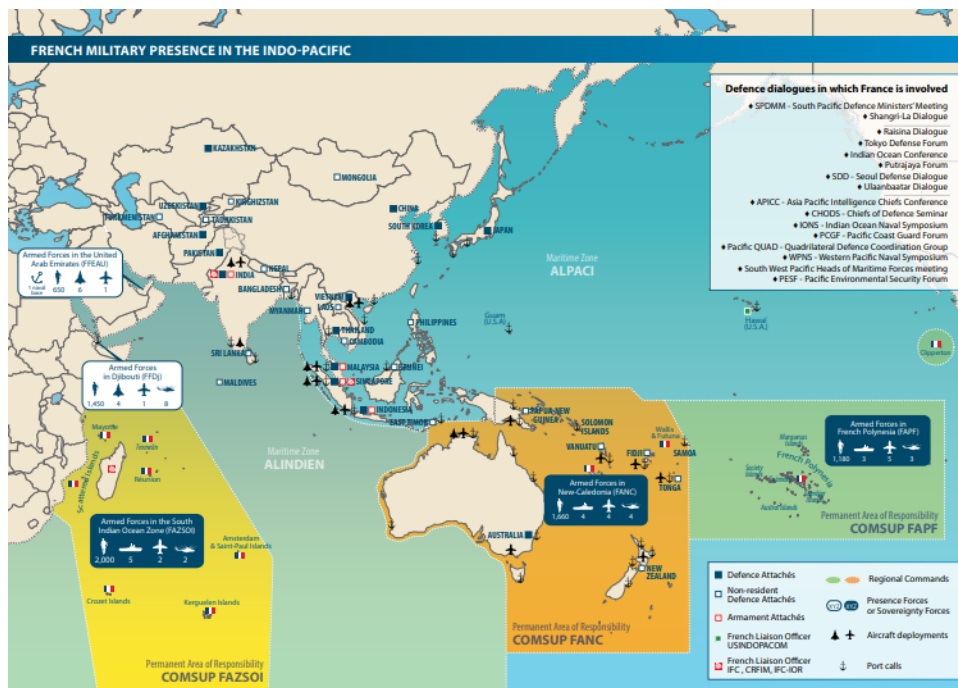 FRENCH MILITARY PRESENCE IN THE INDO-PACIFIC
Defence dialogues in which France is involved
♦ SPDMM - South Pacific Defence Ministers' Meeting
♦ Shangri-La Dialogue
♦ Raisina Dialogue
♦ Tokyo Defense Forum
♦ Indian Ocean Conference
♦ Putrajaya Forum
♦ SDD - Seoul Defense Dialogue
♦ Ulaanbaatar Dialogue
♦ APICC - Asia Pacific Intelligence Chiefs Conference
♦ CHODS - Chiefs of Defence Seminar
♦ IONS - Indian Ocean Naval Symposium
♦ PCGF - Pacific Coast Guard Forum
♦ Pacific QUAD - Quadrilateral Defence Coordination Group
♦ WPNS - Western Pacific Naval Symposium
♦ South West Pacific Heads of Maritime Forces meeting
♦ PESF - Pacific Environmental Security Forum
KAZAKHSTAN
MONGOLIA
UZBEKISTAN
KIRGHIZSTAN
TURKMENISTAN
TADJIKISTAN
CHINA
SOUTH KOREA
JAPAN
AFGHANISTAN
PAKISTAN
NEPAL
INDIA
BANGLADESH
MYANMAR
VIETNAM
LAOS
THAILAND
CAMBODIA
PHILIPPINES
SRI LANKA
MALDIVES
MALAYSIA
BRUNEI
SINGAPORE
INDONESIA
EAST TIMOR
PAPUA-NEW
GUINEA
SOLOMON
ISLANDS
VANUATU
FIDJI
Wallis
& Futuna
SAMOA
TONGA
AUSTRALIA
NEW
ZEALAND
Maritime Zone
ALPACI
Guam
(U.S.A)
Hawaï
(U.S.A.)
Clipperton
Maritime Zone
ALINDIEN
Armed Forces in the United
Arab Emirates (FFEAU)
1 naval
base
650
6
1
Armed Forces
in Djibouti (FFDj)
1,450
4
1
8
Mayotte
Tromelin
Réunion
Scattered Islands
Armed Forces in the South
Indian Ocean Zone (FAZSOI)
2,000
5
2
2
Amsterdam
& Saint-Paul Islands
Crozet Islands
Kerguelen Islands
Permanent Area of Responsibility
COMSUP FAZSOI
Armed Forces in
New-Caledonia (FANC)
1,660
4
4
4
Permanent Area of Responsibility
COMSUP FANC
Armed Forces in
French Polynesia (FAPF)
1,180
3
5
3
Marquesas
Islands
French Polynesia
Society
Islands
Austral Islands
Permanent Area of Responsibility
COMSUP FAPF
Defence Attachés
Non-resident
Defence Attachés
Armament Attachés
French Liaison Officer
USINDOPACOM
French Liaison Officer
IFC , CRFIM, IFC-IOR
Regional Commands
XYZ
XYZ
Presence Forces
or Sovereignty Forces
Aircraft deployments
Port calls